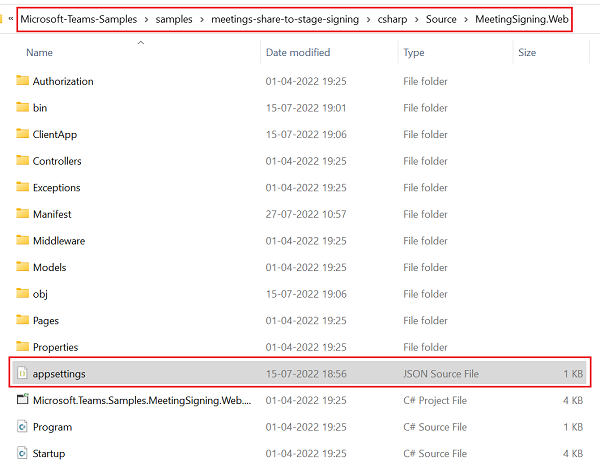 « Microsoft-Teams-Samples > samples > meetings-share-to-stage-signing > csharp > Source > MeetingSigning.Web
Name Date modified Type Size
Authorization 01-04-2022 19:25 File folder
bin 15-07-2022 19:01 File folder
ClientApp 15-07-2022 19:06 File folder
Controllers 01-04-2022 19:25 File folder
Exceptions 01-04-2022 19:25 File folder
Manifest 27-07-2022 10:57 File folder
Middleware 01-04-2022 19:25 File folder
Models 01-04-2022 19:25 File folder
obj 15-07-2022 19:06 File folder
Pages 01-04-2022 19:25 File folder
Properties 01-04-2022 19:25 File folder
appsettings 15-07-2022 18:56 JSON Source File 1 KB
Microsoft.Teams.Samples.MeetingSigning.Web.... 01-04-2022 19:25 C# Project File 4 KB
Program 01-04-2022 19:25 C# Source File 1 KB
Startup 01-04-2022 19:25 C# Source File 4 KB